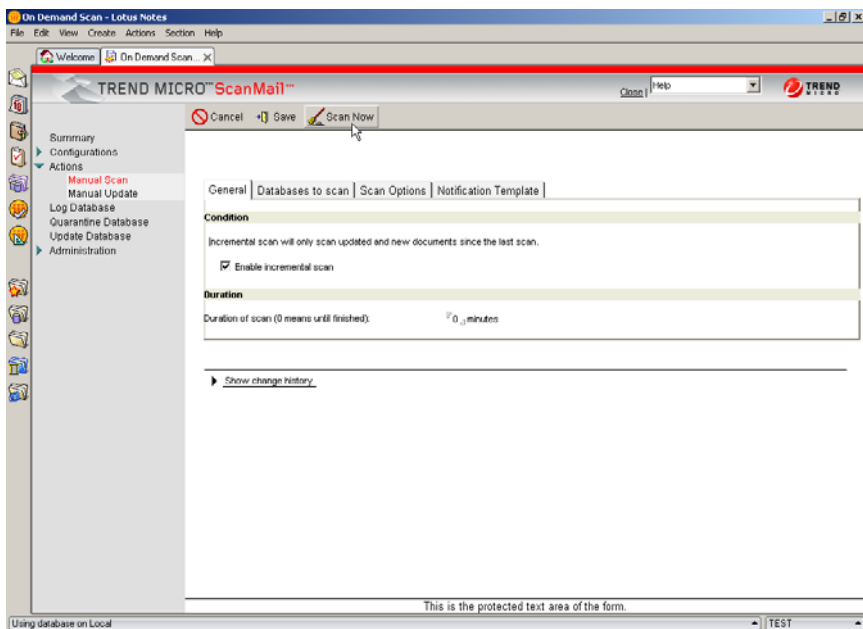 On Demand Scan - Lotus Notes
File Edit View Create Actions Section Help
Welcome On Demand Scan...
TREND MICRO™ ScanMail™
Close | Help
TREND MICRO
Cancel Save Scan Now
Summary
Configurations
Actions
Manual Scan
Manual Update
Log Database
Quarantine Database
Update Database
Administration
General Databases to scan Scan Options Notification Template
Condition
Incremental scan will only scan updated and new documents since the last scan.
Enable incremental scan
Duration
Duration of scan (0 means until finished): 0 minutes
Show change history
This is the protected text area of the form.
Using database on Local TEST